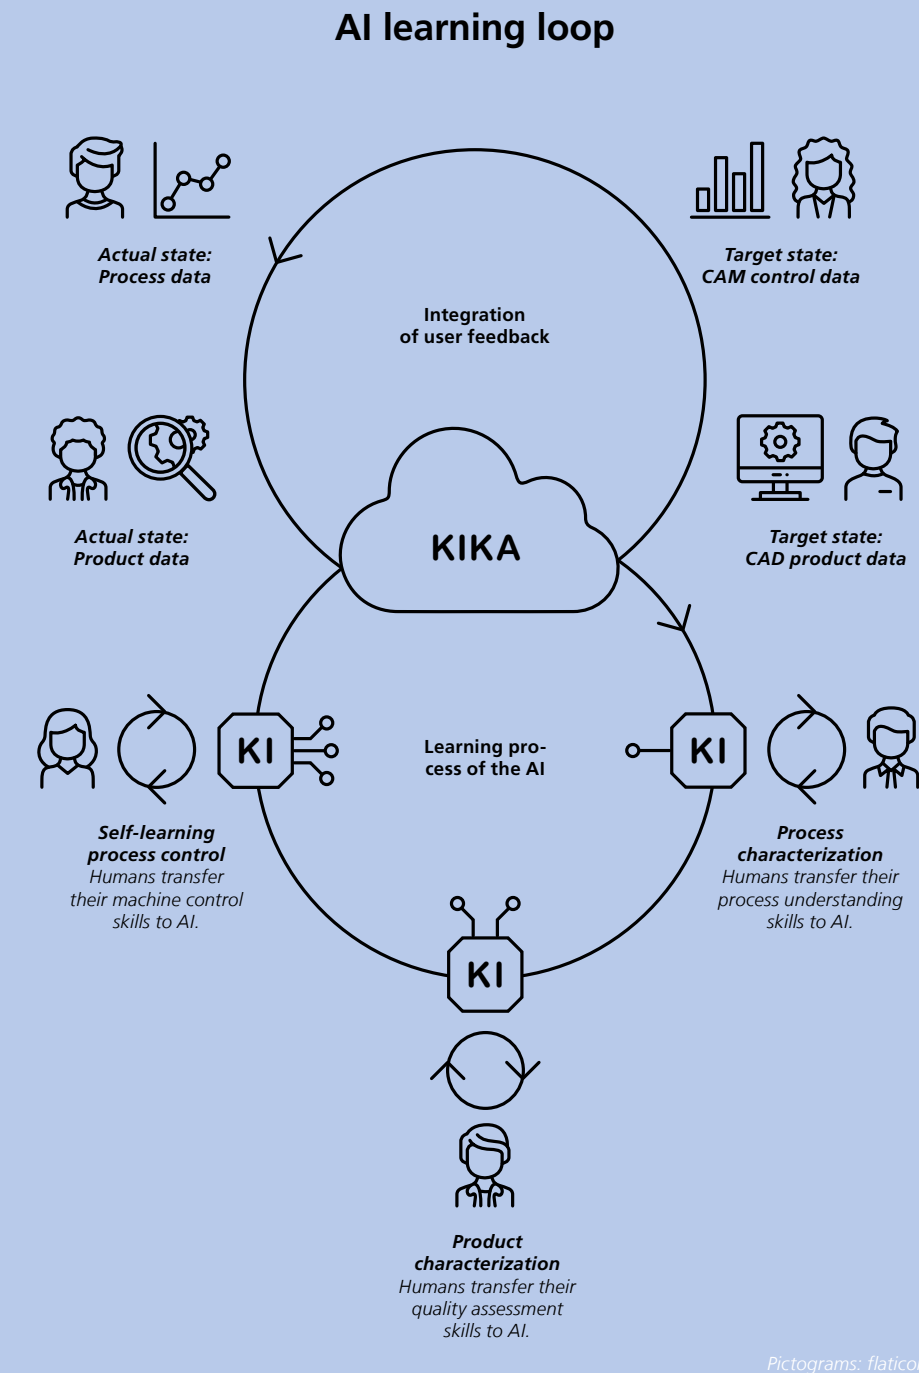 AI learning loop
Actual state:
Process data
Target state:
CAM control data
Integration
of user feedback
Actual state:
Product data
KIKA
Target state:
CAD product data
KI
Learning pro-
cess of the AI
KI
Self-learning
process control
Humans transfer
their machine control
skills to AI.
Process
characterization
Humans transfer their
process understanding
skills to AI.
KI
Product
characterization
Humans transfer their
quality assessment
skills to AI.
Pictograms: